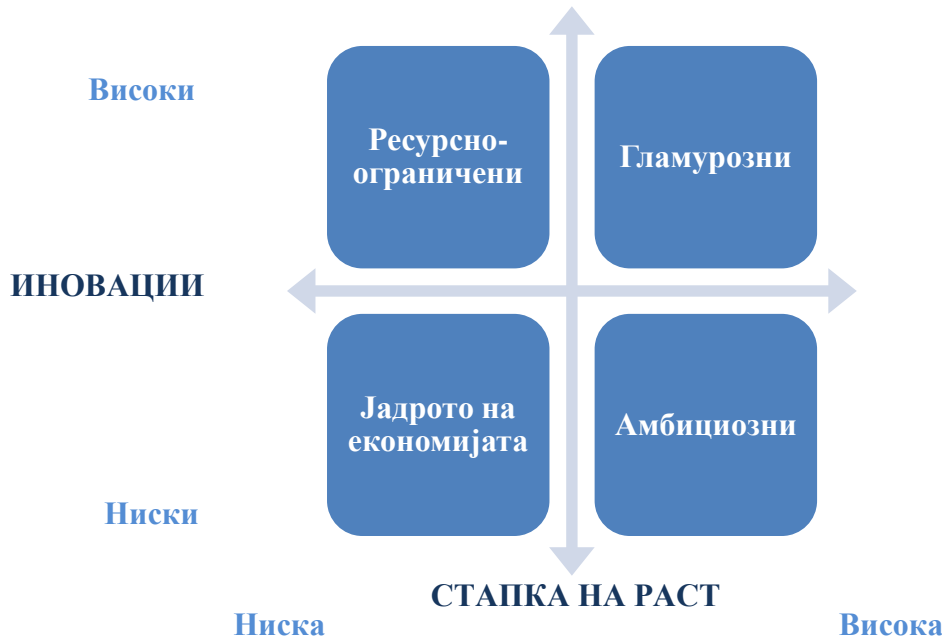 Високи
Ресурсно-
ограничени
Гламурозни
ИНОВАЦИИ
Јадрото на
економијата
Амбициозни
Ниски
СТАПКА НА РАСТ
Ниска
Висока